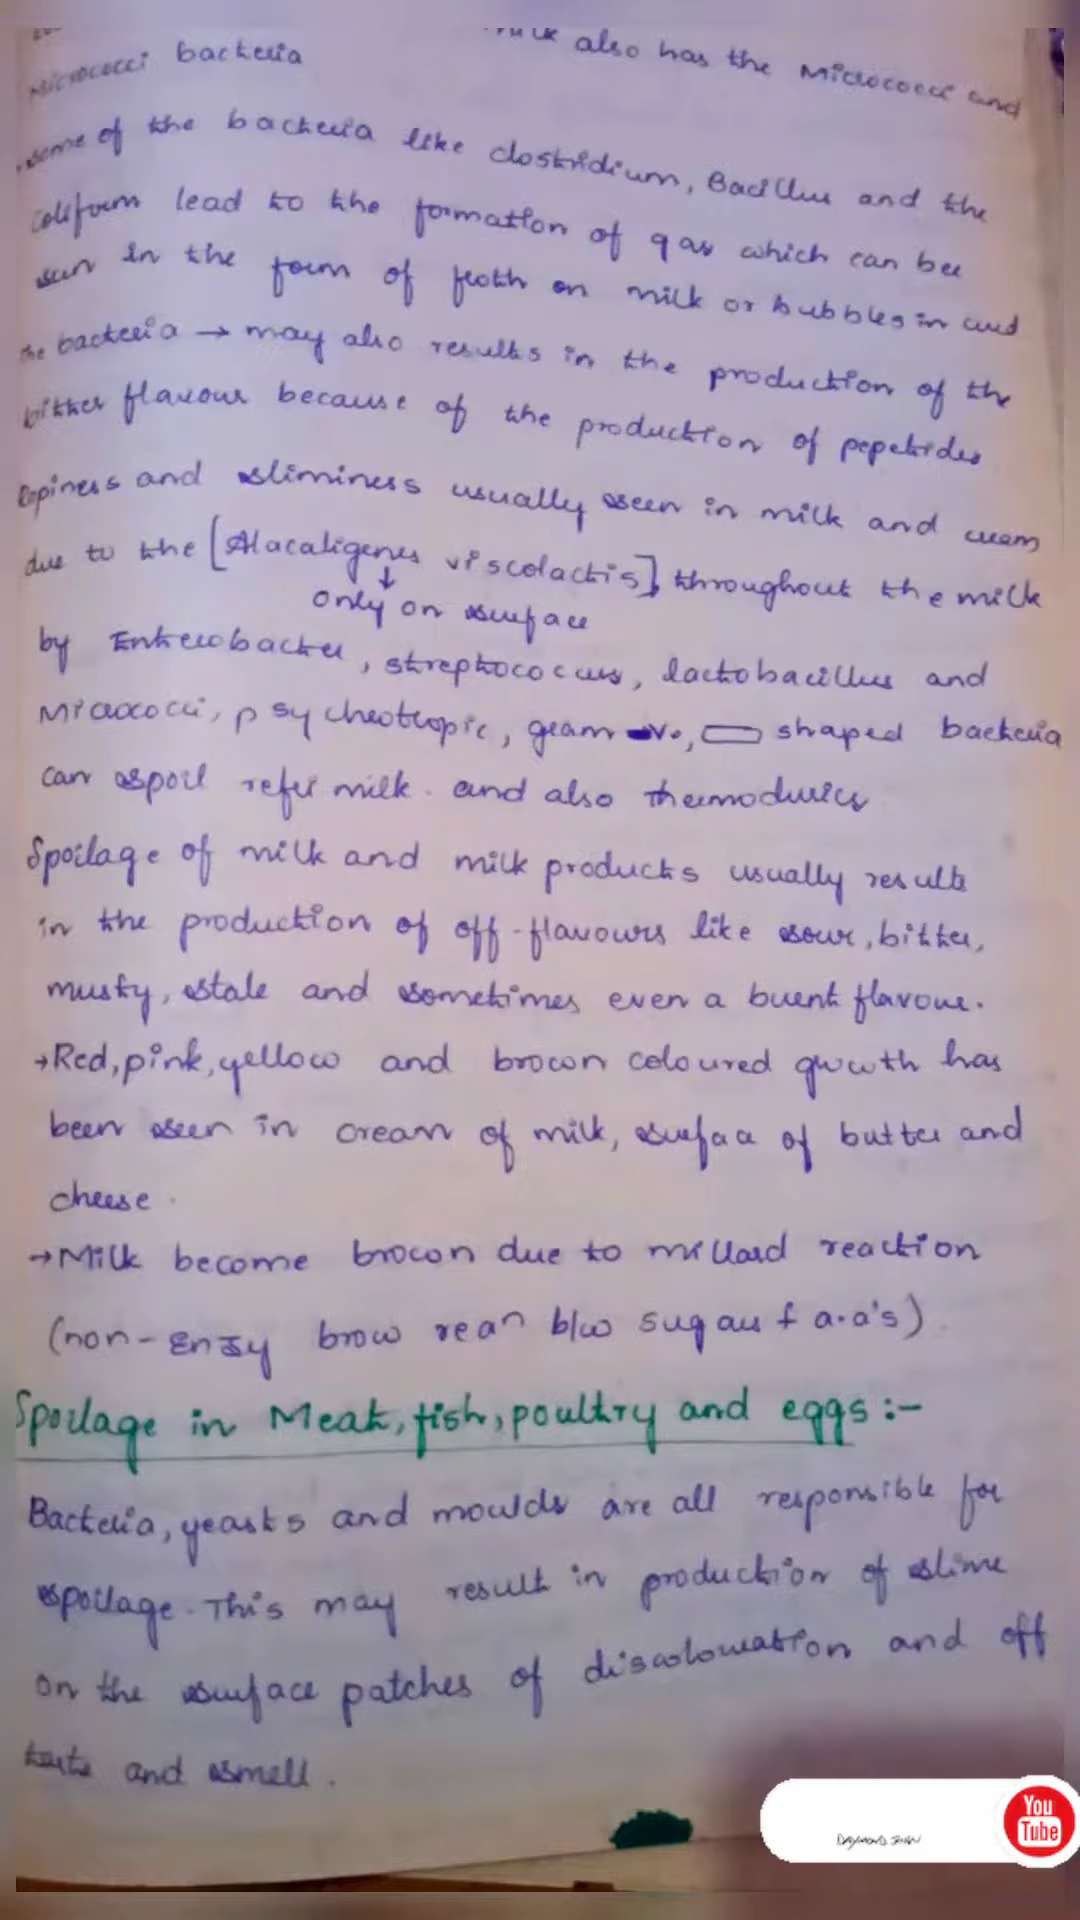 Micrococci bacteria milk also has the Micrococci and
some of the bacteria like clostridium, Bacillus and the
coliform lead to the formation of gas which can bee
seen in the form of froth on milk or bubbles in curd
the bacteria → may also results in the production of the
bitter flavour because of the production of pepetides
Ropiness and sliminess usually seen in milk and cream
due to the [Alacaligenes viscolactis] throughout the milk
↓
only on surface
by Enterobacter, streptococcus, lactobacillus and
Micrococci, psychrotropic, gram -ve, ▭ shaped bacteria
can spoil refri milk. and also thermodurics
Spoilage of milk and milk products usually results
in the production of off-flavours like sour, bitter,
musty, stale and sometimes even a burnt flavour.
→Red, pink, yellow and brown coloured growth has
been seen in cream of milk, surface of butter and
cheese.
→Milk become brown due to millard reaction
(non-Enzy brow rean b/w sugars & a.a's)
Spoilage in Meat, fish, poultry and eggs:-
Bacteria, yeasts and moulds are all responsible for
spoilage. This may result in production of slime
on the surface patches of discolouration and off
and smell.
You
Tube